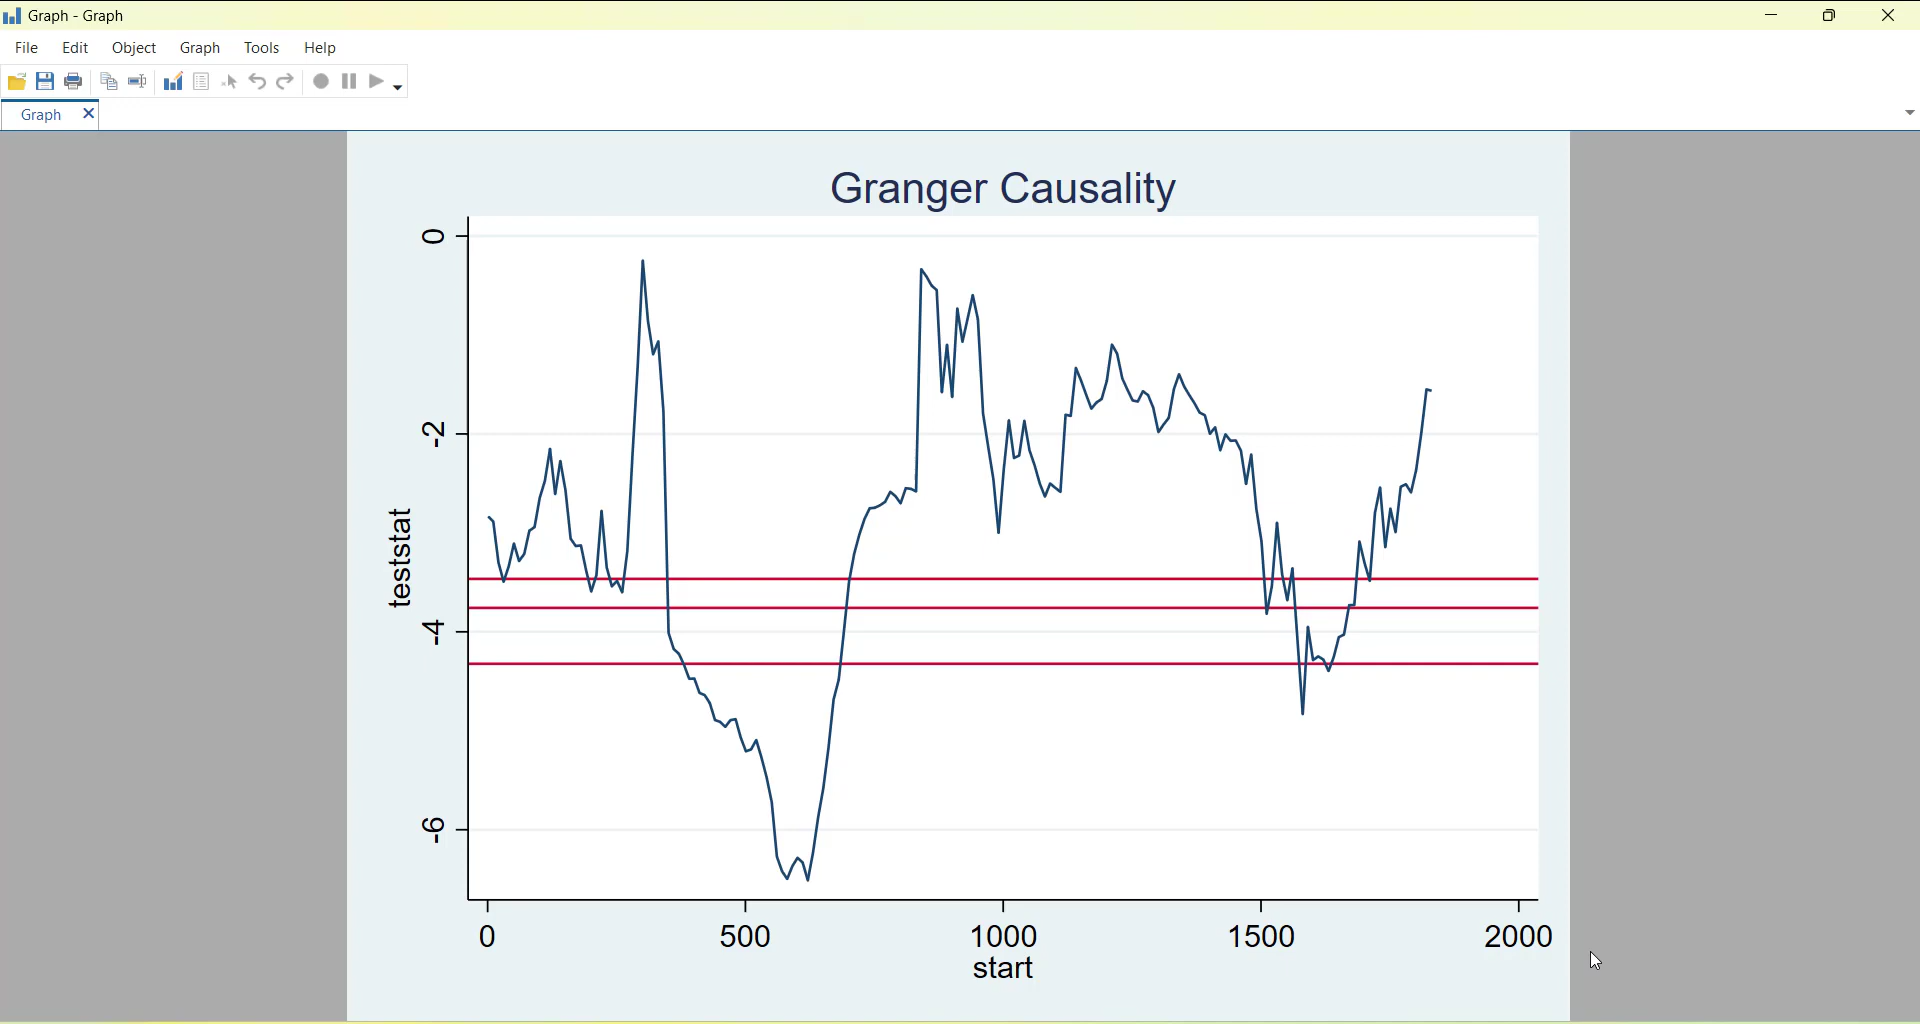 Graph - Graph
File Edit Object Graph Tools Help
Graph
Granger Causality
0
-2
-4
-6
teststat
0 500 1000 1500 2000
start